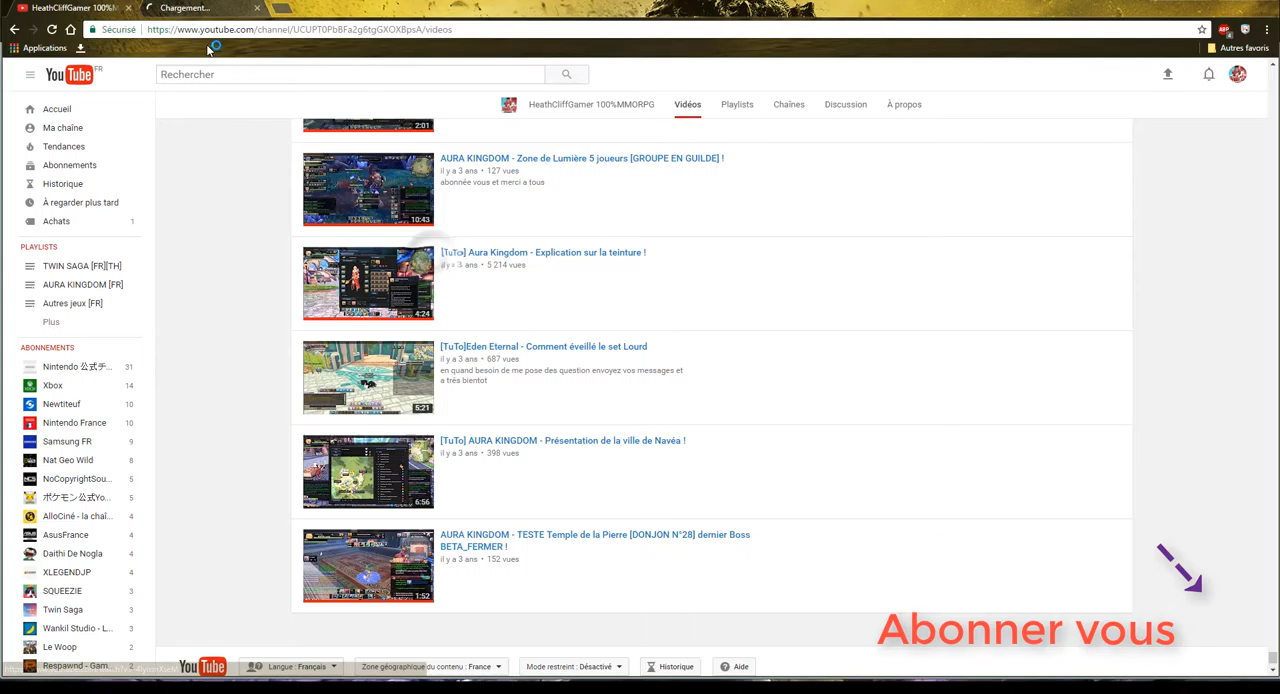 HeathCliffGamer 100%M
Chargement...
Sécurisé
https://www.youtube.com/channel/UCUPT0PbBFa2g6tgGXOXBpsA/videos
Applications
Autres favoris
YouTube FR
Rechercher
HeathCliffGamer 100%MMORPG
Vidéos
Playlists
Chaînes
Discussion
À propos
Accueil
Ma chaîne
Tendances
Abonnements
Historique
À regarder plus tard
Achats 1
PLAYLISTS
TWIN SAGA [FR][TH]
AURA KINGDOM [FR]
Autres jeux [FR]
Plus
ABONNEMENTS
Nintendo 公式チ... 31
Xbox 14
Newtiteuf 10
Nintendo France 10
Samsung FR 9
Nat Geo Wild 8
NoCopyrightSou... 5
ポケモン公式Yo... 5
AlloCiné - la chaî... 4
AsusFrance 4
Daithi De Nogla 4
XLEGENDJP 4
SQUEEZIE 3
Twin Saga 3
Wankil Studio - L... 3
Le Woop 2
Respawnd - Gam 2
2:01
AURA KINGDOM - Zone de Lumière 5 joueurs [GROUPE EN GUILDE] !
il y a 3 ans • 127 vues
abonnée vous et merci a tous
10:43
[TuTo] Aura Kingdom - Explication sur la teinture !
il y a 3 ans • 5 214 vues
4:24
[TuTo]Eden Eternal - Comment éveillé le set Lourd
il y a 3 ans • 687 vues
en quand besoin de me pose des question envoyez vos messages et
a trés bientot
5:21
[TuTo] AURA KINGDOM - Présentation de la ville de Navéa !
il y a 3 ans • 398 vues
6:56
AURA KINGDOM - TESTE Temple de la Pierre [DONJON N°28] dernier Boss
BETA_FERMER !
il y a 3 ans • 152 vues
1:52
Abonner vous
YouTube
Langue : Français
Zone géographique du contenu : France
Mode restreint : Désactivé
Historique
Aide